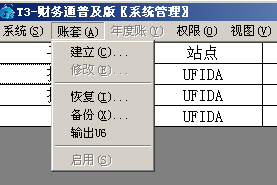 T3-财务通普及版〖系统管理〗
系统(S) 账套(A) 年度账(Y) 权限(O) 视图(V)
站点
建立(C)...
UFIDA
修改(E)...
UFIDA
恢复(I)...
UFIDA
备份(X)...
输出U6
启用(S)